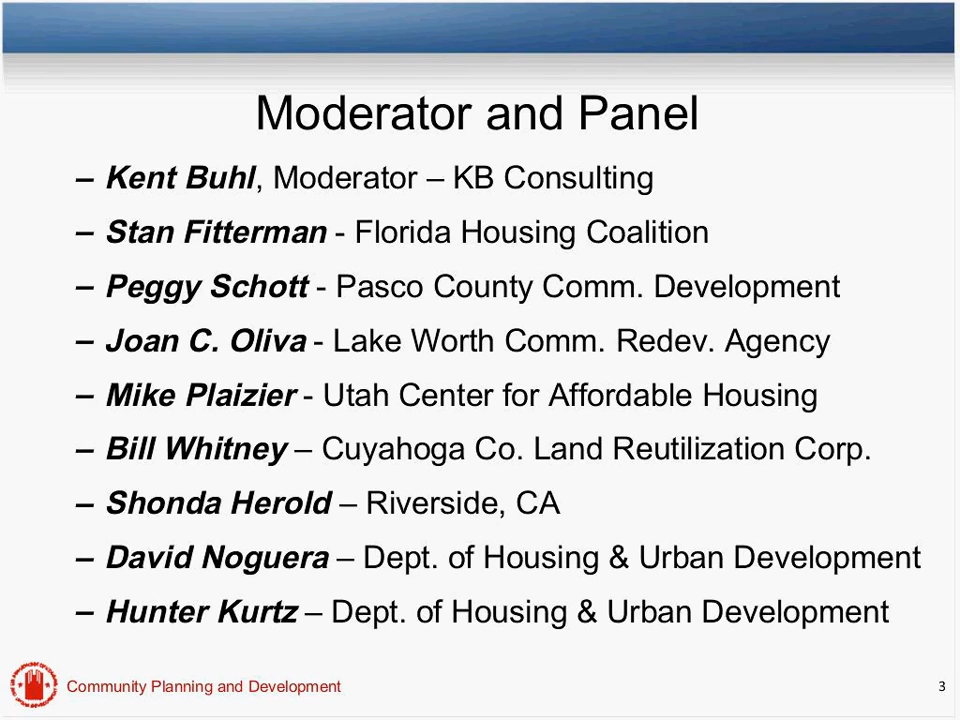 Moderator and Panel
– Kent Buhl, Moderator – KB Consulting
– Stan Fitterman - Florida Housing Coalition
– Peggy Schott - Pasco County Comm. Development
– Joan C. Oliva - Lake Worth Comm. Redev. Agency
– Mike Plaizier - Utah Center for Affordable Housing
– Bill Whitney – Cuyahoga Co. Land Reutilization Corp.
– Shonda Herold – Riverside, CA
– David Noguera – Dept. of Housing & Urban Development
– Hunter Kurtz – Dept. of Housing & Urban Development
Community Planning and Development
3